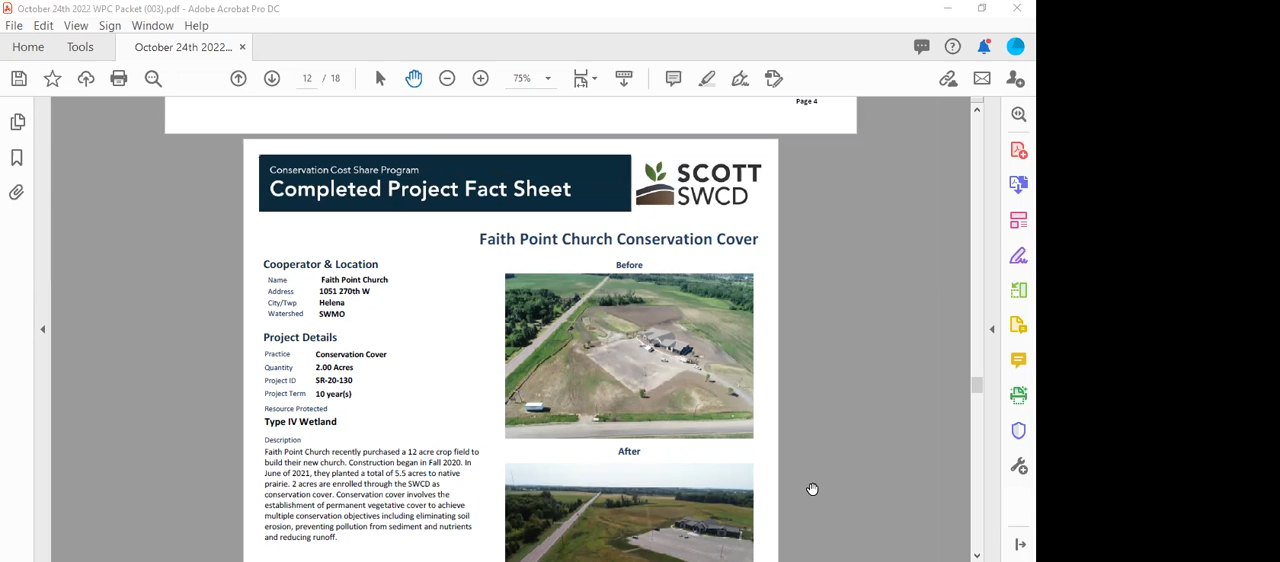 October 24th 2022 WPC Packet (003).pdf - Adobe Acrobat Pro DC
File Edit View Sign Window Help
Home Tools October 24th 2022... ×
12 / 18 75%
Page 4
Conservation Cost Share Program
Completed Project Fact Sheet
SCOTT
SWCD
Faith Point Church Conservation Cover
Cooperator & Location
Name Faith Point Church
Address 1051 270th W
City/Twp Helena
Watershed SWMO
Project Details
Practice Conservation Cover
Quantity 2.00 Acres
Project ID SR-20-130
Project Term 10 year(s)
Resource Protected
Type IV Wetland
Description
Faith Point Church recently purchased a 12 acre crop field to
build their new church. Construction began in Fall 2020. In
June of 2021, they planted a total of 5.5 acres to native
prairie. 2 acres are enrolled through the SWCD as
conservation cover. Conservation cover involves the
establishment of permanent vegetative cover to achieve
multiple conservation objectives including eliminating soil
erosion, preventing pollution from sediment and nutrients
and reducing runoff.
Before
After